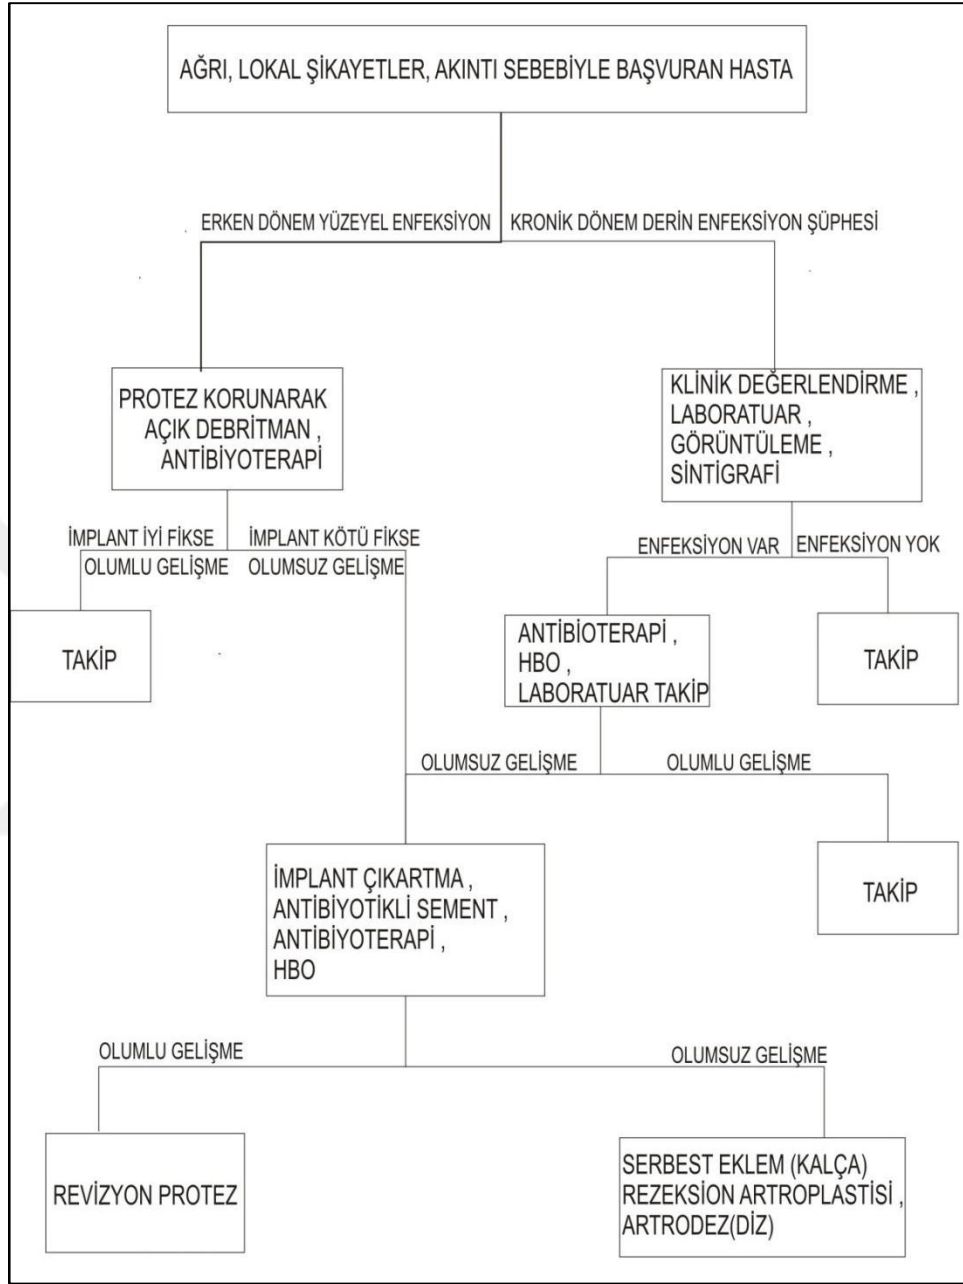 AĞRI, LOKAL ŞİKAYETLER, AKINTI SEBEBİYLE BAŞVURAN HASTA
ERKEN DÖNEM YÜZEYEL ENFEKSİYON
KRONİK DÖNEM DERİN ENFEKSİYON ŞÜPHESİ
PROTEZ KORUNARAK
AÇIK DEBRİTMAN ,
ANTİBİYOTERAPİ
KLİNİK DEĞERLENDİRME ,
LABORATUAR ,
GÖRÜNTÜLEME ,
SİNTİGRAFİ
İMPLANT İYİ FİKSE
OLUMLU GELİŞME
İMPLANT KÖTÜ FİKSE
OLUMSUZ GELİŞME
ENFEKSİYON VAR
ENFEKSİYON YOK
TAKİP
ANTİBİOTERAPİ ,
HBO ,
LABORATUAR TAKİP
TAKİP
OLUMSUZ GELİŞME
OLUMLU GELİŞME
İMPLANT ÇIKARTMA ,
ANTİBİYOTİKLİ SEMENT ,
ANTİBİYOTERAPİ ,
HBO
TAKİP
OLUMLU GELİŞME
OLUMSUZ GELİŞME
REVİZYON PROTEZ
SERBEST EKLEM (KALÇA)
REZEKSİON ARTROPLASTİSİ ,
ARTRODEZ(DİZ)